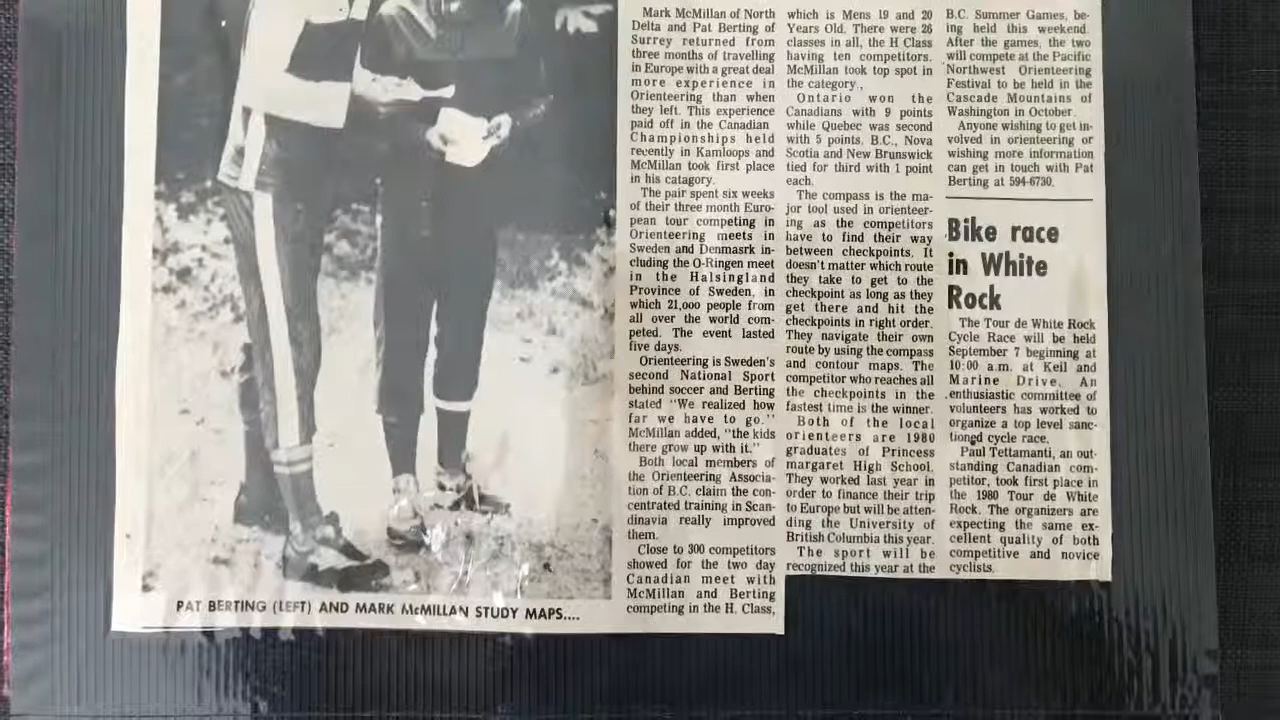 Mark McMillan of North
Delta and Pat Berting of
Surrey returned from
three months of travelling
in Europe with a great deal
more experience in
Orienteering than when
they left. This experience
paid off in the Canadian
Championships held
recently in Kamloops and
McMillan took first place
in his catagory.
The pair spent six weeks
of their three month Euro-
pean tour competing in
Orienteering meets in
Sweden and Denmasrk in-
cluding the O-Ringen meet
in the Halsingland
Province of Sweden, in
which 21,000 people from
all over the world com-
peted. The event lasted
five days.
Orienteering is Sweden's
second National Sport
behind soccer and Berting
stated "We realized how
far we have to go."
McMillan added, "the kids
there grow up with it."
Both local members of
the Orienteering Associa-
tion of B.C. claim the con-
centrated training in Scan-
dinavia really improved
them.
Close to 300 competitors
showed for the two day
Canadian meet with
McMillan and Berting
competing in the H. Class,
which is Mens 19 and 20
Years Old. There were 26
classes in all, the H Class
having ten competitors.
McMillan took top spot in
the category.,
Ontario won the
Canadians with 9 points
while Quebec was second
with 5 points. B.C., Nova
Scotia and New Brunswick
tied for third with 1 point
each.
The compass is the ma-
jor tool used in orienteer-
ing as the competitors
have to find their way
between checkpoints. It
doesn't matter which route
they take to get to the
checkpoint as long as they
get there and hit the
checkpoints in right order.
They navigate their own
route by using the compass
and contour maps. The
competitor who reaches all
the checkpoints in the
fastest time is the winner.
Both of the local
orienteers are 1980
graduates of Princess
margaret High School.
They worked last year in
order to finance their trip
to Europe but will be atten-
ding the University of
British Columbia this year.
The sport will be
recognized this year at the
B.C. Summer Games, be-
ing held this weekend.
After the games, the two
will compete at the Pacific
Northwest Orienteering
Festival to be held in the
Cascade Mountains of
Washington in October.
Anyone wishing to get in-
volved in orienteering or
wishing more information
can get in touch with Pat
Berting at 594-6730.
Bike race
in White
Rock
The Tour de White Rock
Cycle Race will be held
September 7 beginning at
10:00 a.m. at Keil and
Marine Drive. An
enthusiastic committee of
volunteers has worked to
organize a top level sanc-
tioned cycle race.
Paul Tettamanti, an out-
standing Canadian com-
petitor, took first place in
the 1980 Tour de White
Rock. The organizers are
expecting the same ex-
cellent quality of both
competitive and novice
cyclists.
PAT BERTING (LEFT) AND MARK McMILLAN STUDY MAPS....